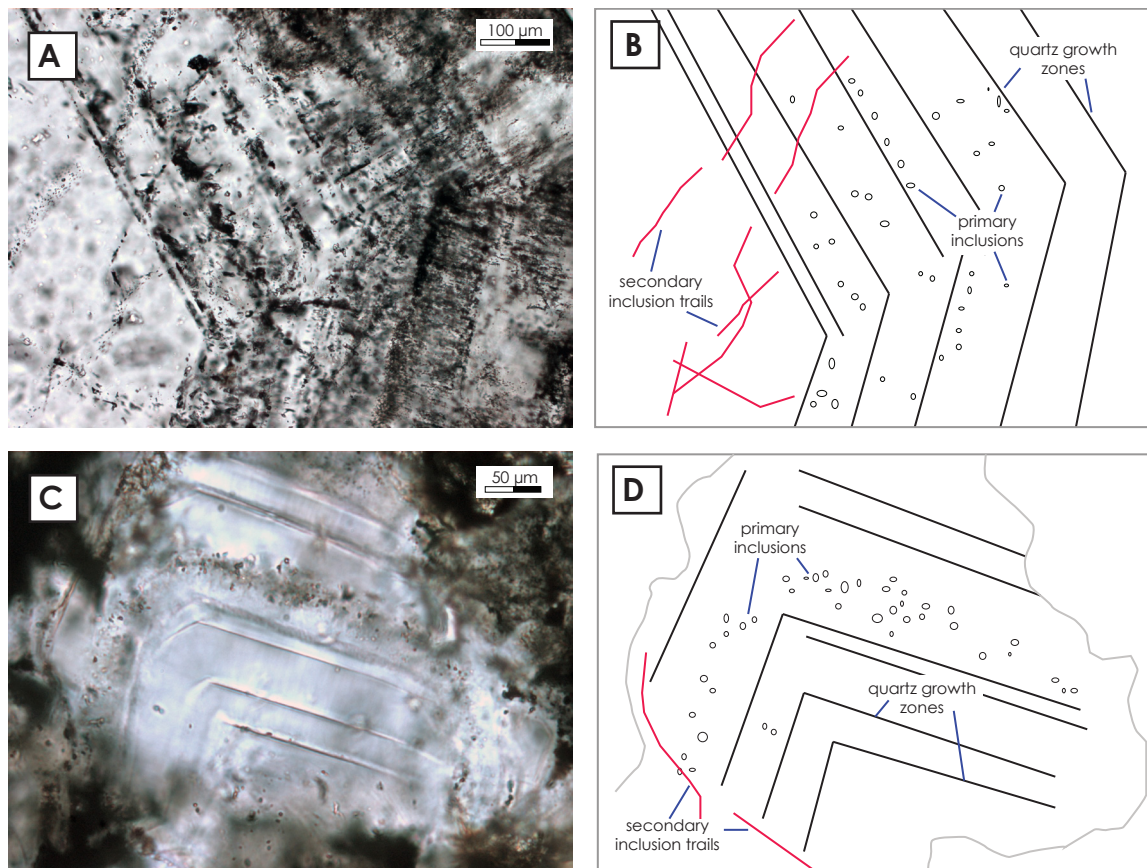 A
100 µm
B
quartz growth
zones
primary
inclusions
secondary
inclusion trails
C
50 µm
D
primary
inclusions
quartz growth
zones
secondary
inclusion trails